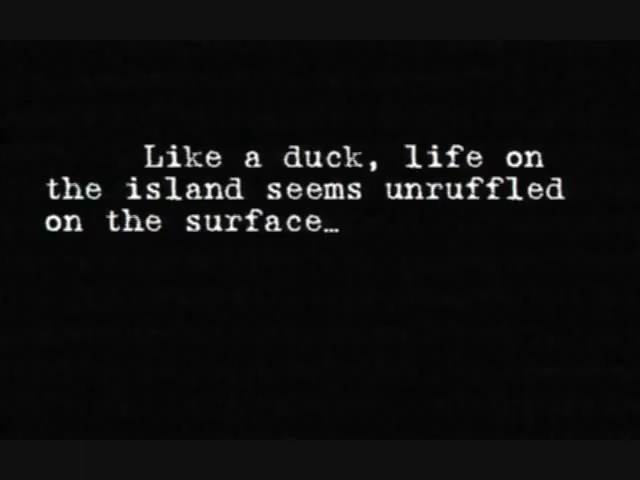 Like a duck, life on
the island seems unruffled
on the surface…